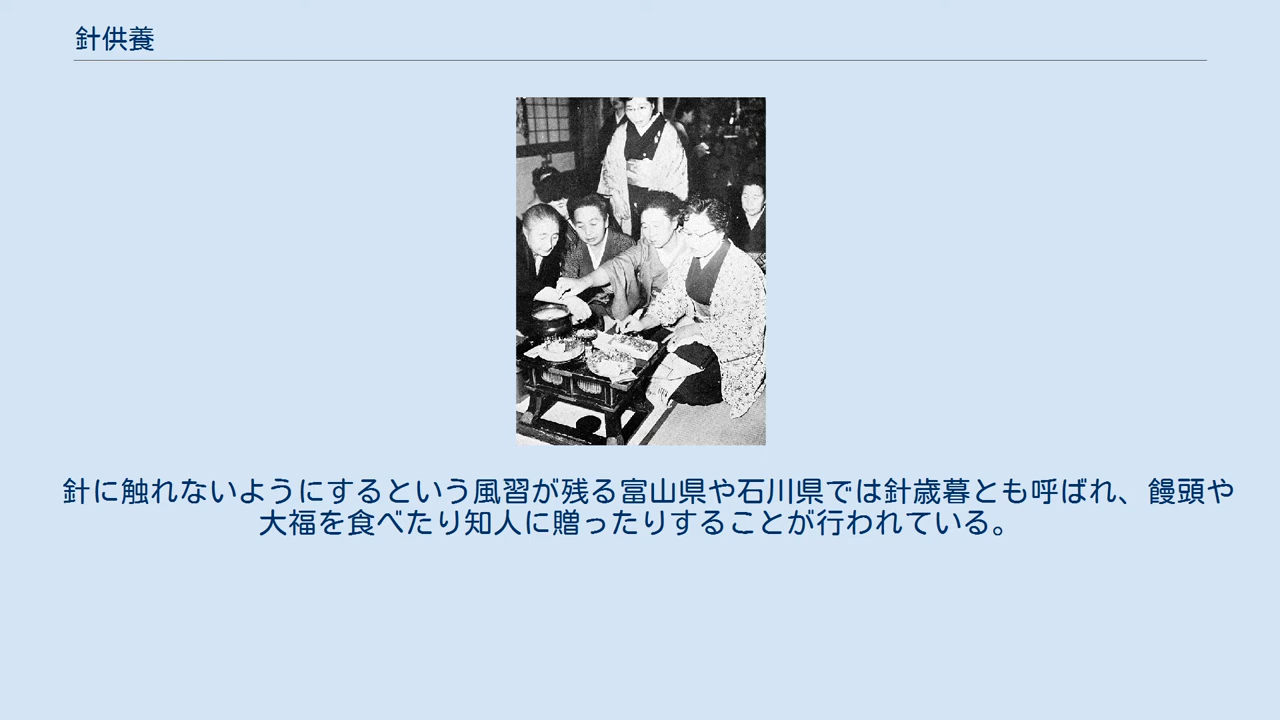 針供養
針に触れないようにするという風習が残る富山県や石川県では針歳暮とも呼ばれ、饅頭や
大福を食べたり知人に贈ったりすることが行われている。